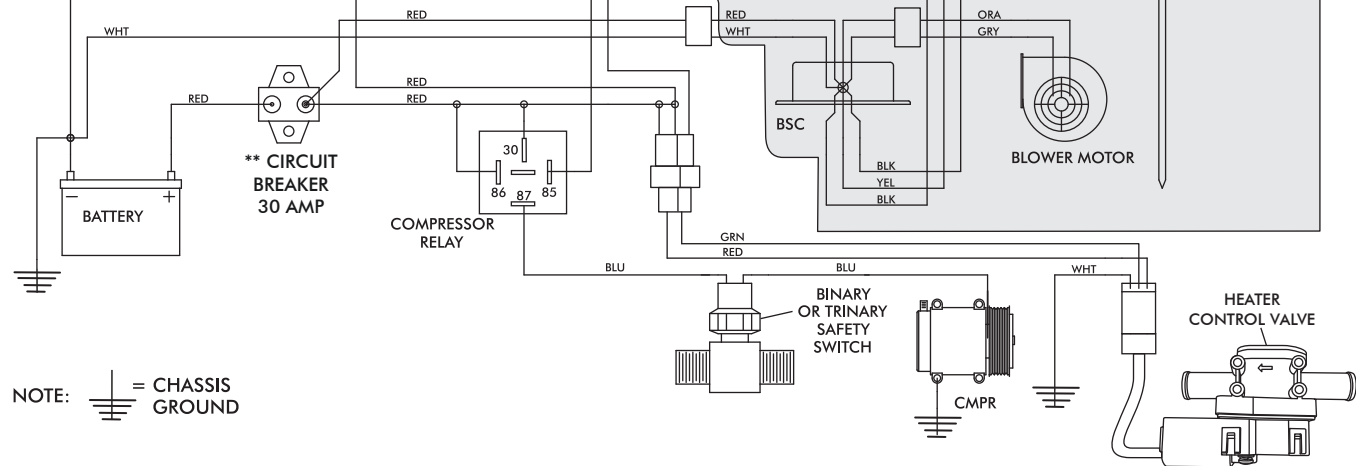 RED
RED
ORA
WHT
WHT
GRY
RED
RED
RED
BSC
BLOWER MOTOR
** CIRCUIT
BREAKER
30 AMP
30
86
85
87
BLK
YEL
BLK
−
+
BATTERY
COMPRESSOR
RELAY
GRN
RED
BLU
BLU
WHT
BINARY
OR TRINARY
SAFETY
SWITCH
HEATER
CONTROL VALVE
NOTE:
= CHASSIS
GROUND
CMPR